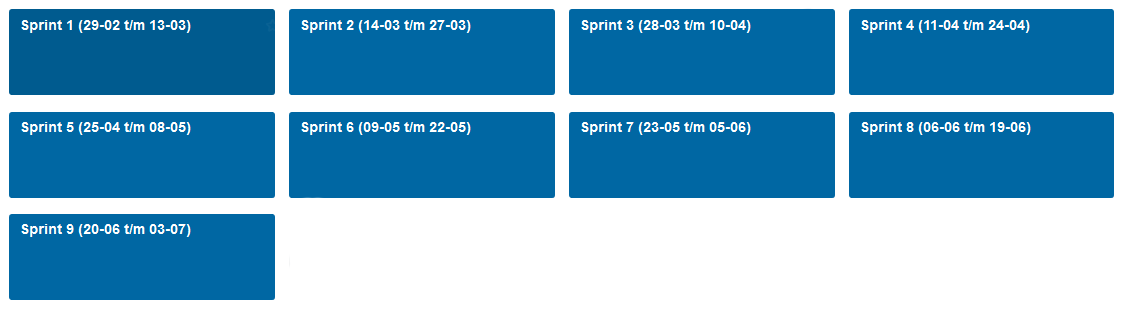 Sprint 1 (29-02 t/m 13-03)
Sprint 2 (14-03 t/m 27-03)
Sprint 3 (28-03 t/m 10-04)
Sprint 4 (11-04 t/m 24-04)
Sprint 5 (25-04 t/m 08-05)
Sprint 6 (09-05 t/m 22-05)
Sprint 7 (23-05 t/m 05-06)
Sprint 8 (06-06 t/m 19-06)
Sprint 9 (20-06 t/m 03-07)